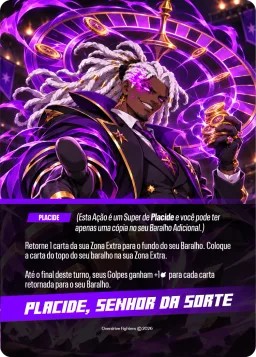 PLACIDE (Esta Ação é um Super de Placide e você pode ter
apenas uma cópia no seu Baralho Adicional.)
Retorne 1 carta da sua Zona Extra para o fundo do seu Baralho. Coloque
a carta do topo do seu baralho na sua Zona Extra.
Até o final deste turno, seus Golpes ganham +1 para cada carta
retornada para o seu Baralho.
PLACIDE, SENHOR DA SORTE
Overdrive Fighters © 2026